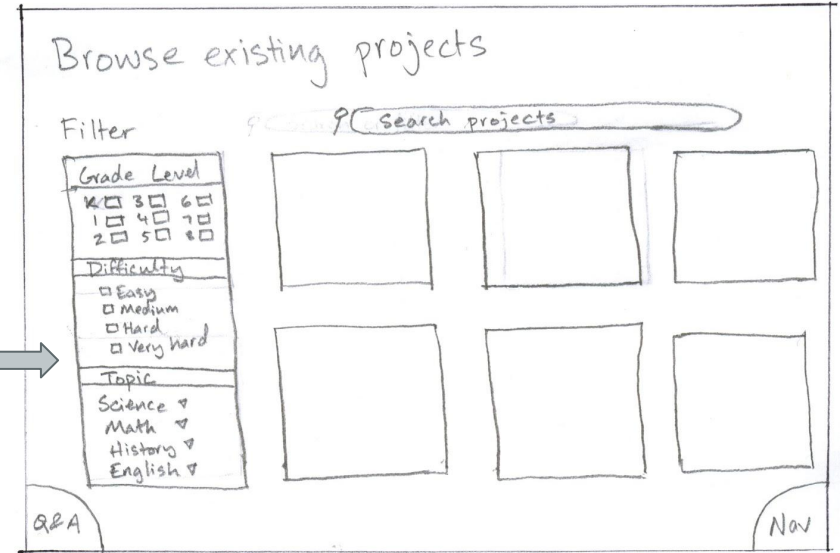 Browse existing projects
Filter
Search projects
Grade Level
K 3 6
1 4 7
2 5 8
Difficulty
Easy
Medium
Hard
Very hard
Topic
Science
Math
History
English
Q&A
Nav